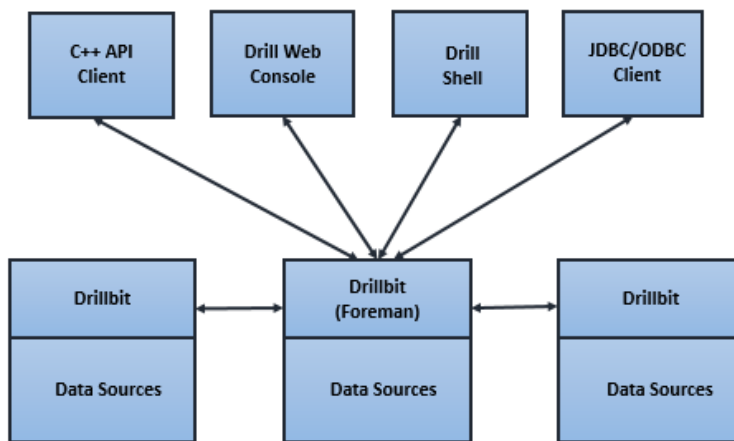 C++ API
Client
Drill Web
Console
Drill
Shell
JDBC/ODBC
Client
Drillbit
Drillbit
(Foreman)
Drillbit
Data Sources
Data Sources
Data Sources